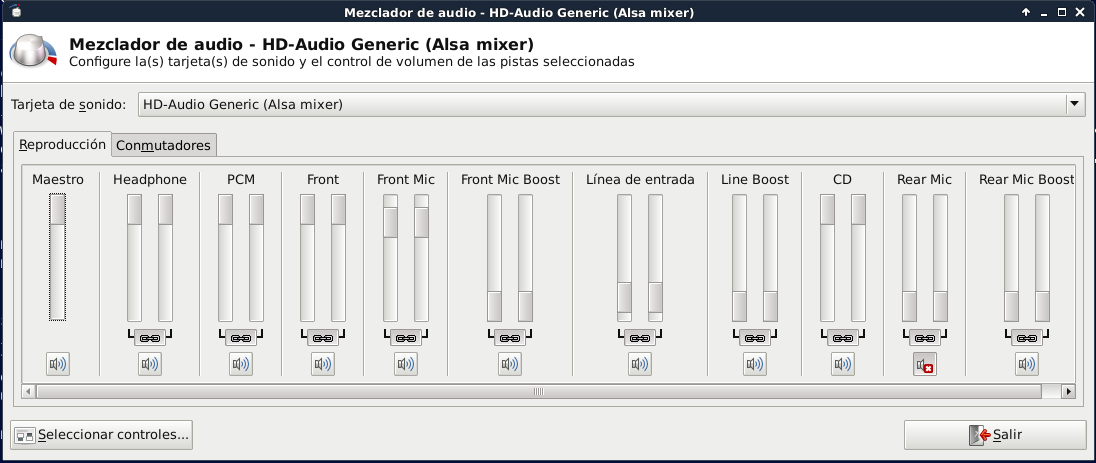 Mezclador de audio - HD-Audio Generic (Alsa mixer)
Mezclador de audio - HD-Audio Generic (Alsa mixer)
Configure la(s) tarjeta(s) de sonido y el control de volumen de las pistas seleccionadas
Tarjeta de sonido: HD-Audio Generic (Alsa mixer)
Reproducción Conmutadores
Maestro Headphone PCM Front Front Mic Front Mic Boost Línea de entrada Line Boost CD Rear Mic Rear Mic Boost
Seleccionar controles... Salir